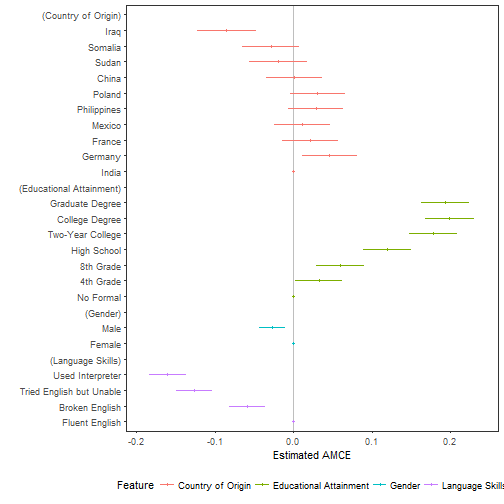 (Country of Origin)
Iraq
Somalia
Sudan
China
Poland
Philippines
Mexico
France
Germany
India
(Educational Attainment)
Graduate Degree
College Degree
Two-Year College
High School
8th Grade
4th Grade
No Formal
(Gender)
Male
Female
(Language Skills)
Used Interpreter
Tried English but Unable
Broken English
Fluent English
-0.2 -0.1 0.0 0.1 0.2
Estimated AMCE
Feature Country of Origin Educational Attainment Gender Language Skills